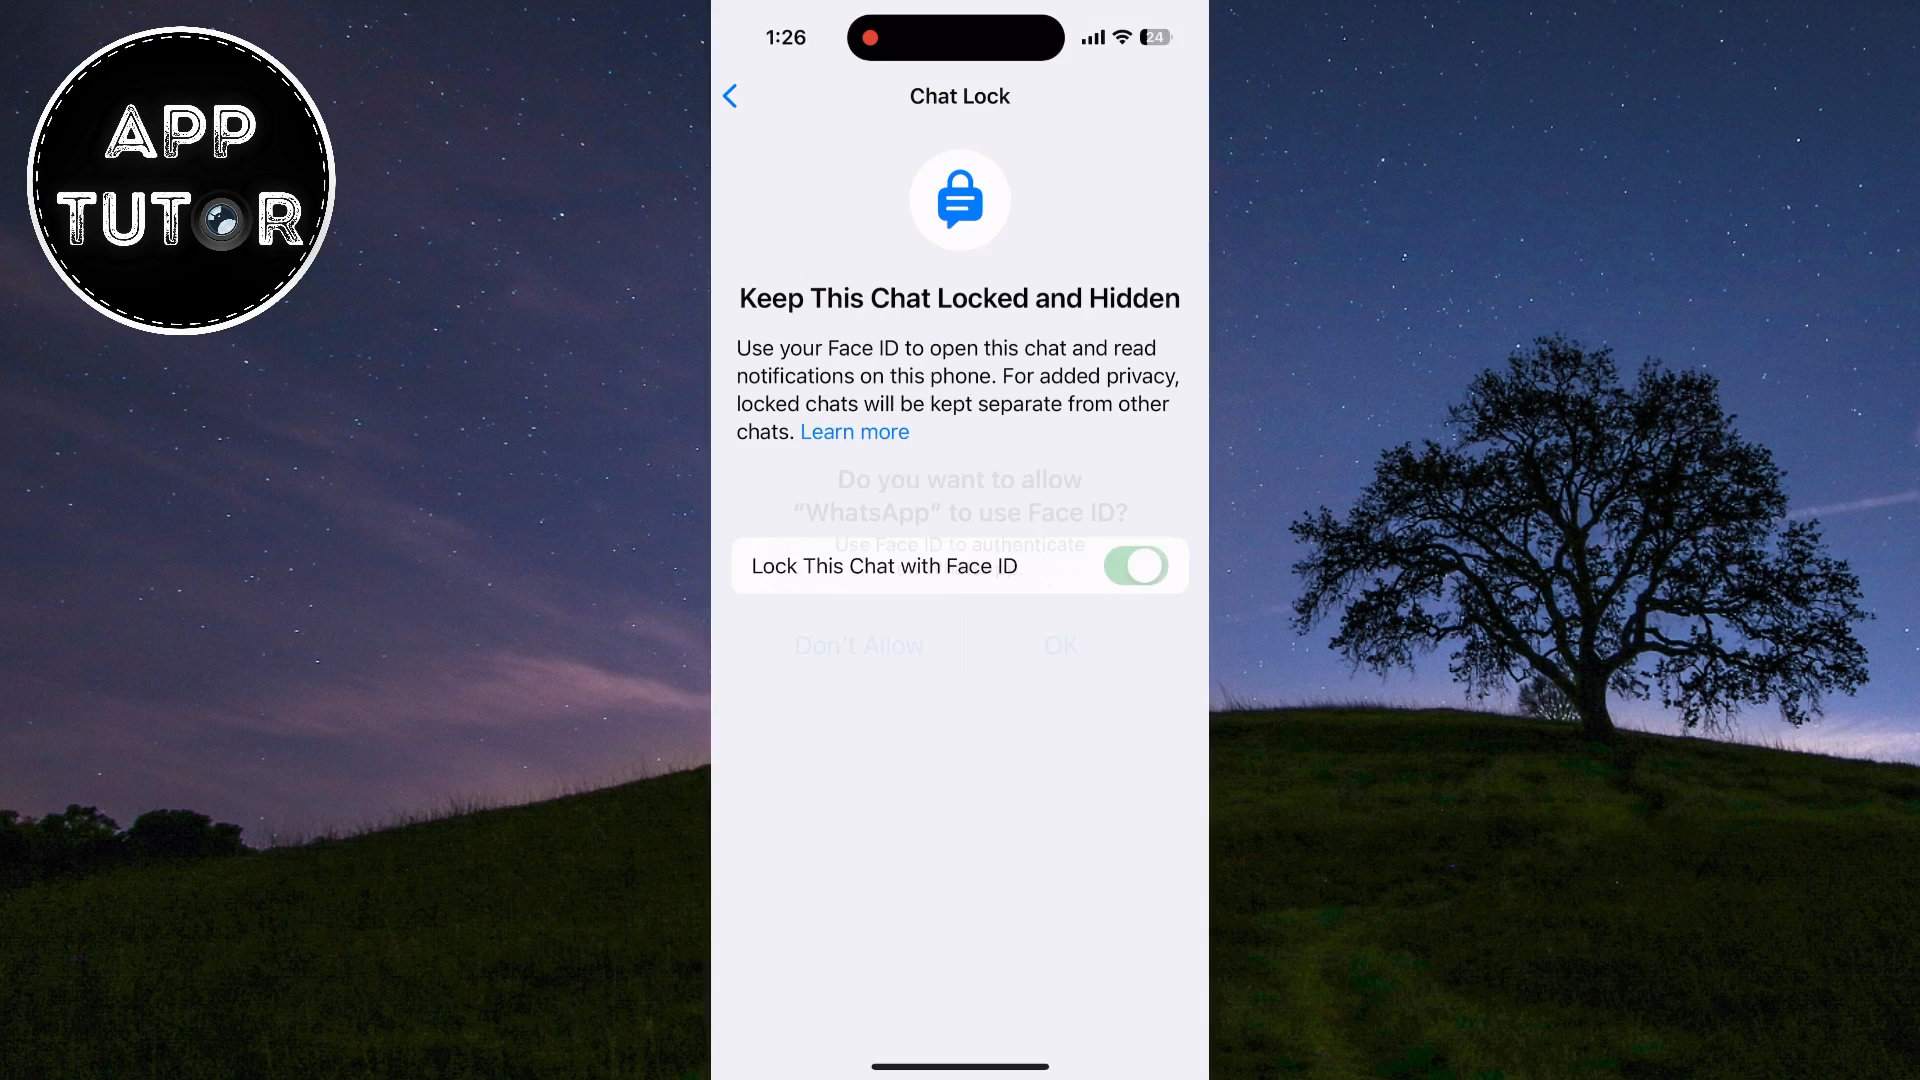 APP
TUTOR
1:26
24
Chat Lock
Keep This Chat Locked and Hidden
Use your Face ID to open this chat and read
notifications on this phone. For added privacy,
locked chats will be kept separate from other
chats. Learn more
Do you want to allow
“WhatsApp” to use Face ID?
Use Face ID to authenticate
Lock This Chat with Face ID
Don’t Allow
OK